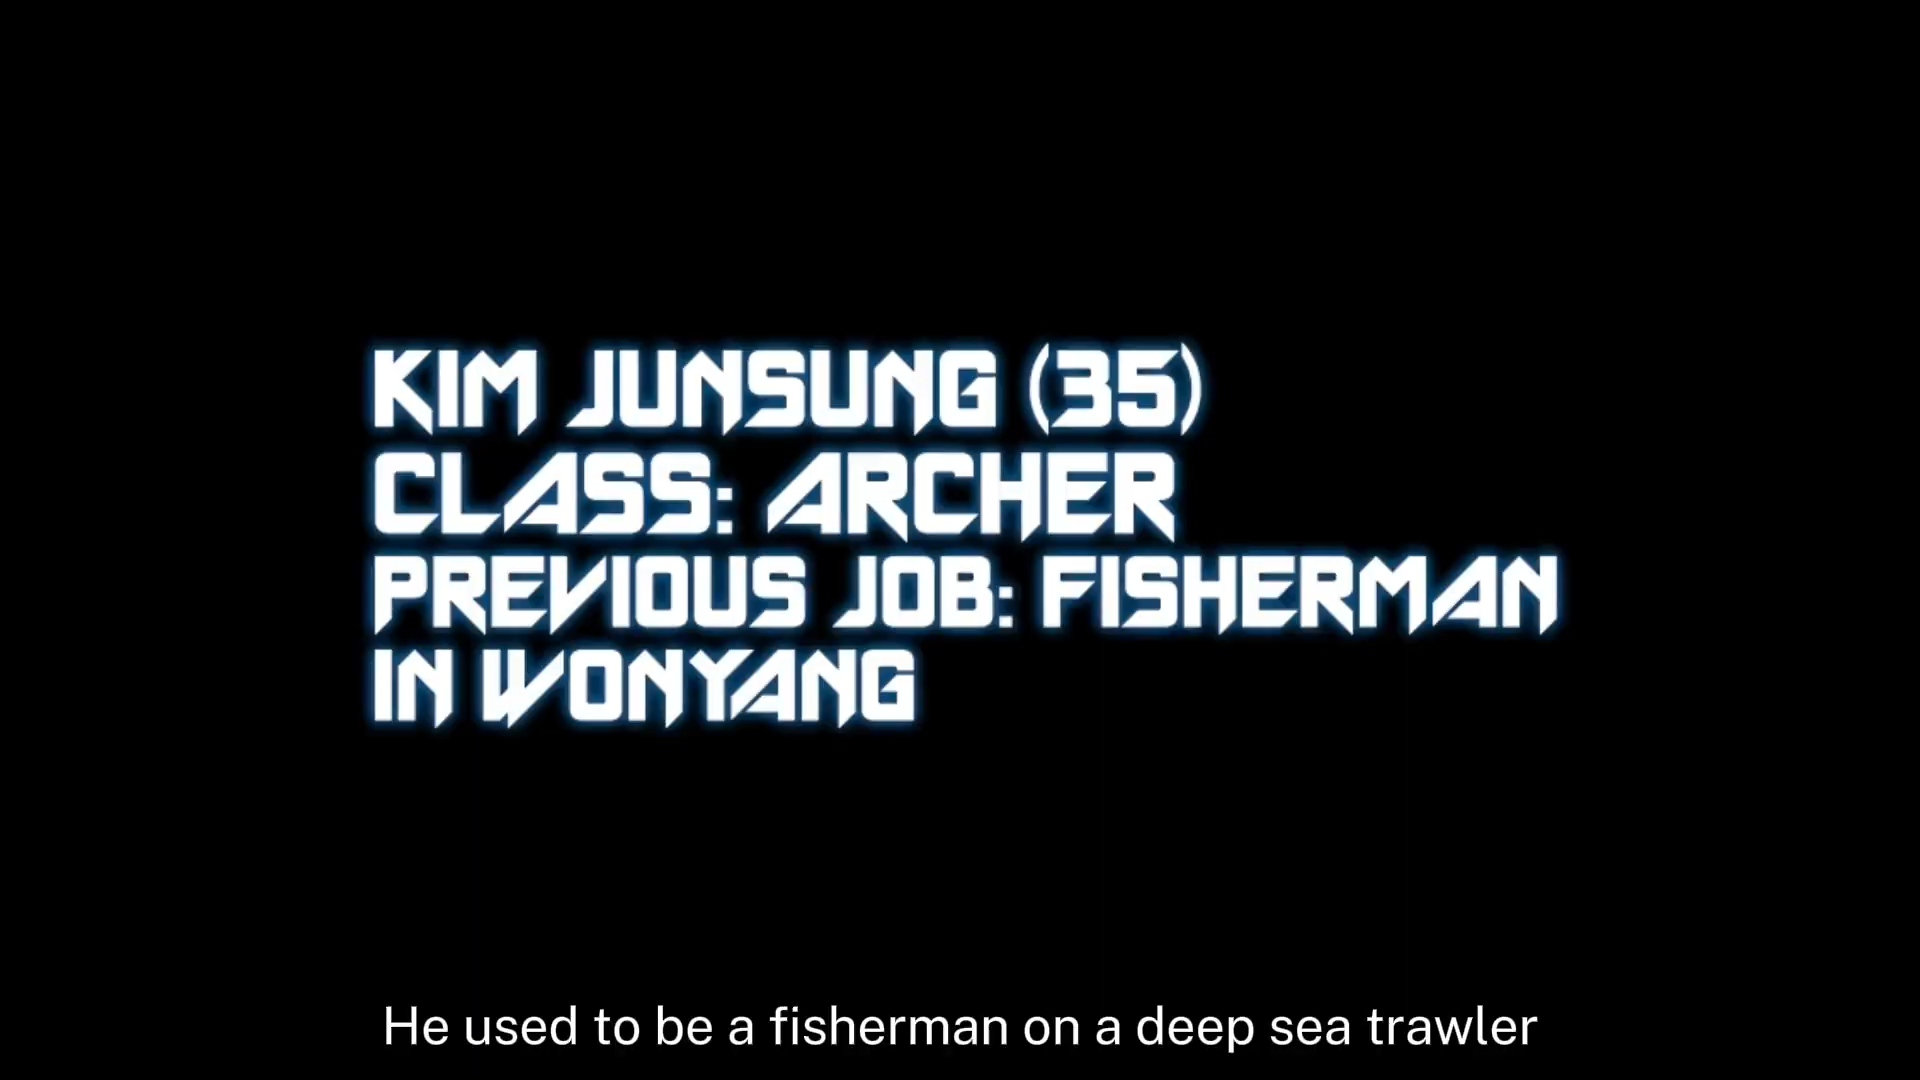 KIM JUNSUNG (35)
CLASS: ARCHER
PREVIOUS JOB: FISHERMAN
IN WONYANG
He used to be a fisherman on a deep sea trawler